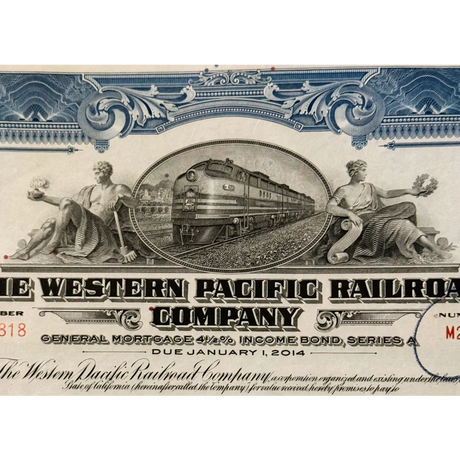 THE WESTERN PACIFIC RAILROA
COMPANY
BER
NUM
818
M2
GENERAL MORTGAGE 4½% INCOME BOND, SERIES A
DUE JANUARY 1, 2014
The Western Pacific Railroad Company, a corporation organized and existing under the laws
State of California (hereinafter called the Company) for value received hereby promises to pay to